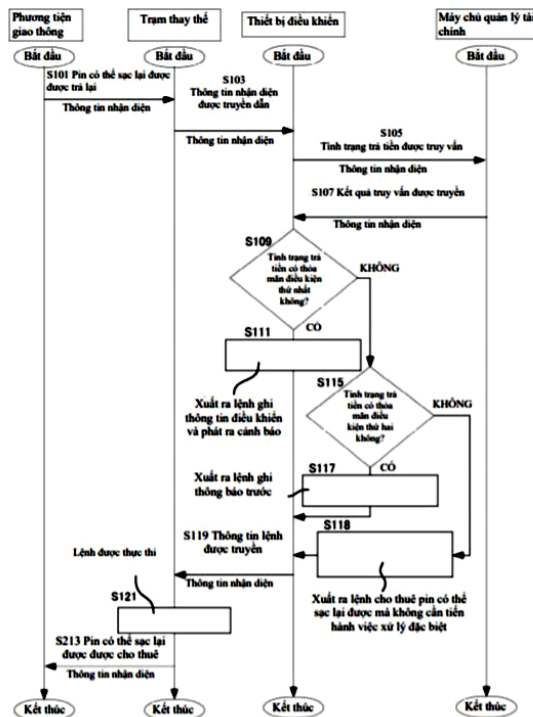 Phương tiện
giao thông
Trạm thay thế
Thiết bị điều khiển
Máy chủ quản lý tài
chính
Bắt đầu
Bắt đầu
Bắt đầu
Bắt đầu
S101 Pin có thể sạc lại được
được trả lại
Thông tin nhận diện
S103
Thông tin nhận diện
được truyền dẫn
Thông tin nhận diện
S105
Tình trạng trả tiền được truy vấn
Thông tin nhận diện
S107 Kết quả truy vấn được truyền
Thông tin nhận diện
S109
Tình trạng trả
tiền có thỏa
mãn điều kiện
thứ nhất
không?
KHÔNG
CÓ
S111
Xuất ra lệnh ghi
thông tin điều khiển
và phát ra cảnh báo
S115
Tình trạng trả
tiền có thỏa
mãn điều
kiện thứ hai
không?
KHÔNG
CÓ
S117
Xuất ra lệnh ghi
thông báo trước
S118
S119 Thông tin lệnh
được truyền
Thông tin nhận diện
Xuất ra lệnh cho thuê pin có thể
sạc lại được mà không cần tiến
hành việc xử lý đặc biệt
Lệnh được thực thi
S121
S213 Pin có thể sạc lại
được được cho thuê
Thông tin nhận diện
Kết thúc
Kết thúc
Kết thúc
Kết thúc